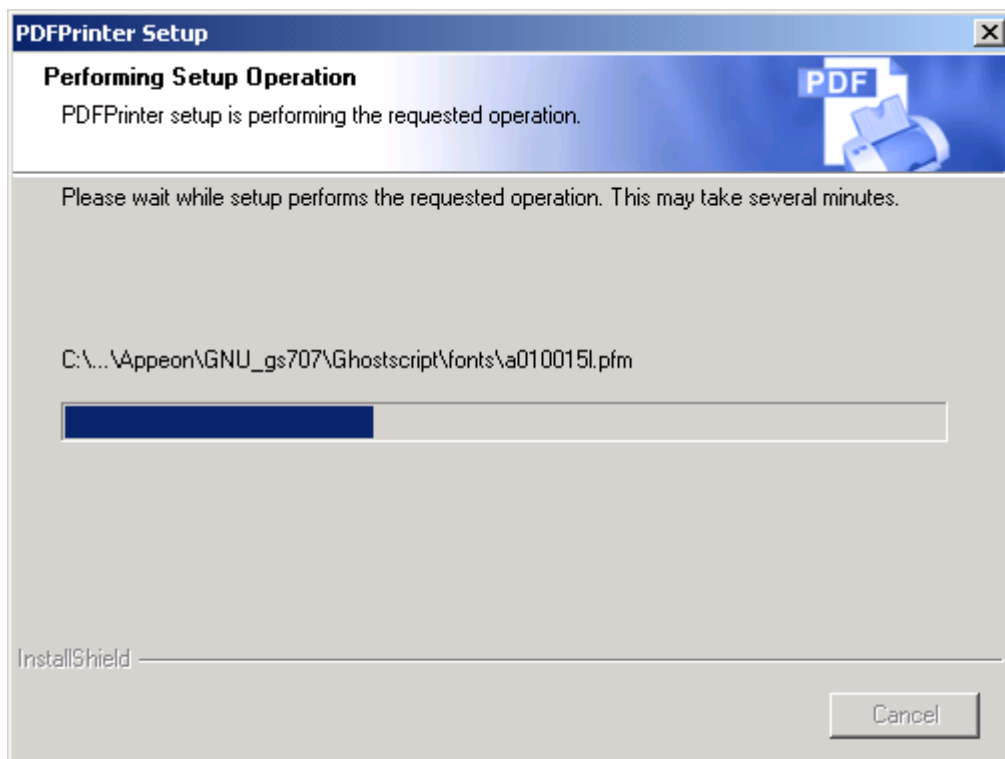 PDFPrinter Setup
Performing Setup Operation
PDF
PDFPrinter setup is performing the requested operation.
Please wait while setup performs the requested operation. This may take several minutes.
C:\...\Appeon\GNU_gs707\Ghostscript\fonts\a010015l.pfm
InstallShield
Cancel